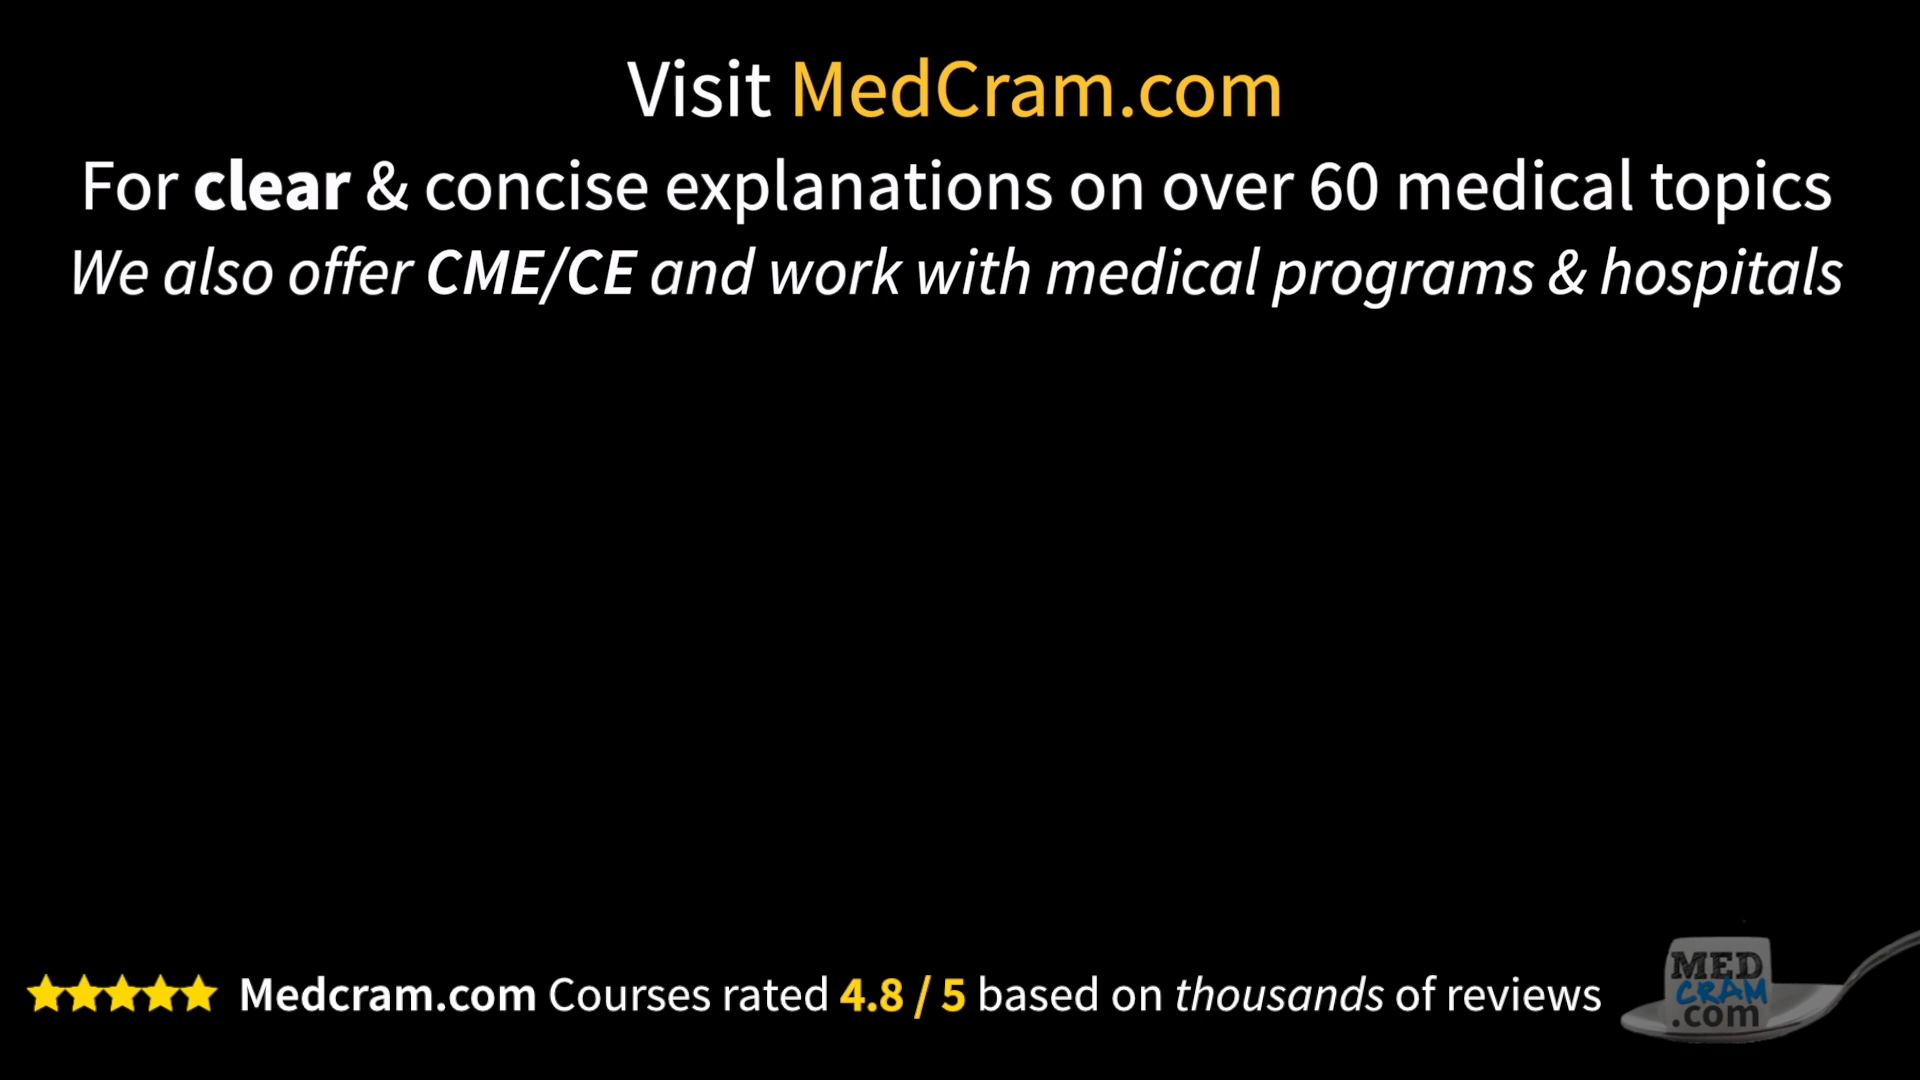 Visit MedCram.com
For clear & concise explanations on over 60 medical topics
We also offer CME/CE and work with medical programs & hospitals
Medcram.com Courses rated 4.8 / 5 based on thousands of reviews
MED
CRAM
.com